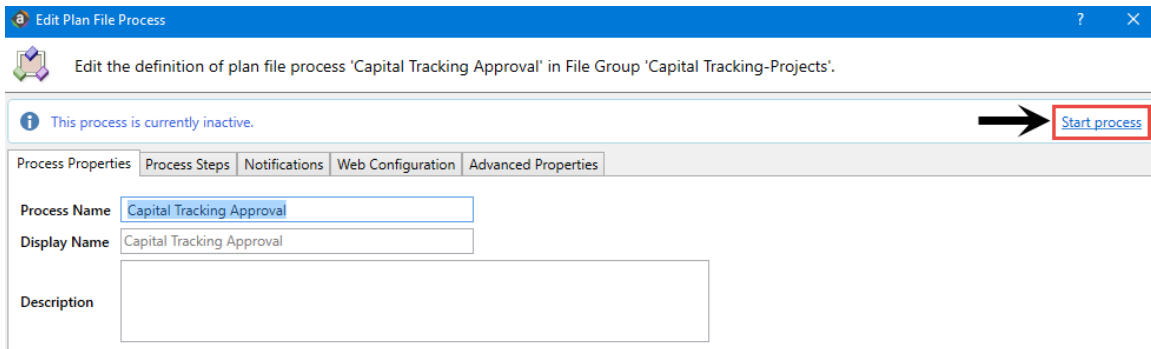 Edit Plan File Process ?
Edit the definition of plan file process 'Capital Tracking Approval' in File Group 'Capital Tracking-Projects'.
This process is currently inactive. Start process
Process Properties Process Steps Notifications Web Configuration Advanced Properties
Process Name Capital Tracking Approval
Display Name Capital Tracking Approval
Description